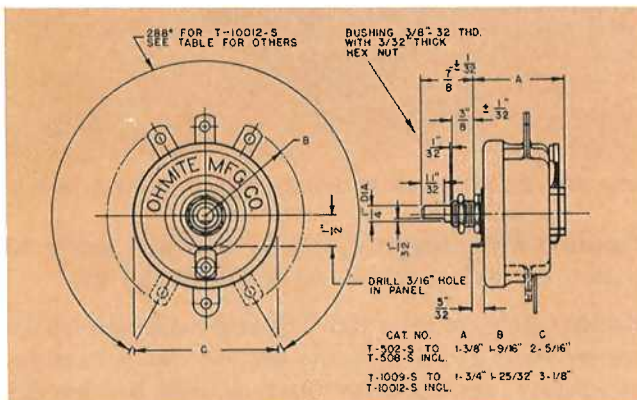 288° FOR T-10012-S
SEE TABLE FOR OTHERS
BUSHING 3/8"-32 THD.
WITH 3/32" THICK
HEX NUT
7" 8
± 1" 32
A
3" 8
± 1" 32
B
OHMITE MFG. CO.
1" 32
1" 4 DIA.
1" 32
1" 2
DRILL 3/16" HOLE
IN PANEL
5" 32
C
CAT. NO. A B C
T-502-S TO 1-3/8" 1-9/16" 2-5/16"
T-508-S INCL.
T-1009-S TO 1-3/4" 1-25/32" 3-1/8"
T-10012-S INCL.